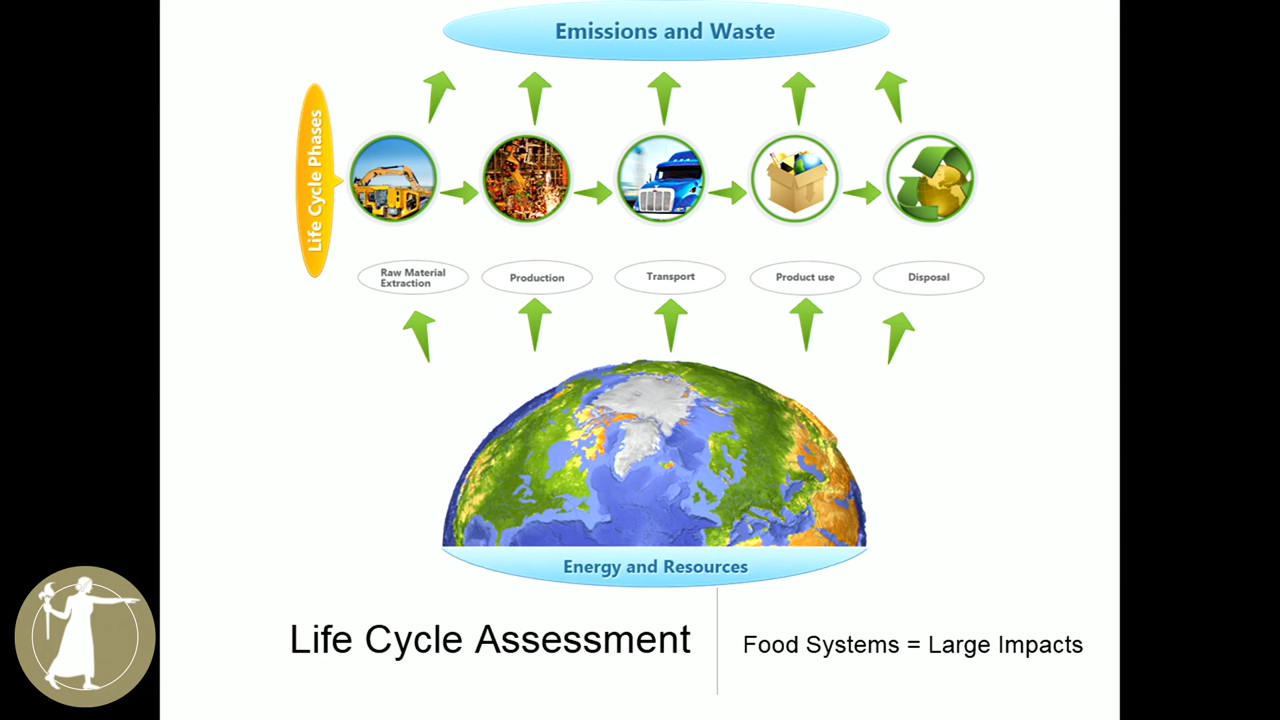 Emissions and Waste
Life Cycle Phases
Raw Material
Extraction
Production
Transport
Product use
Disposal
Energy and Resources
Life Cycle Assessment
Food Systems = Large Impacts